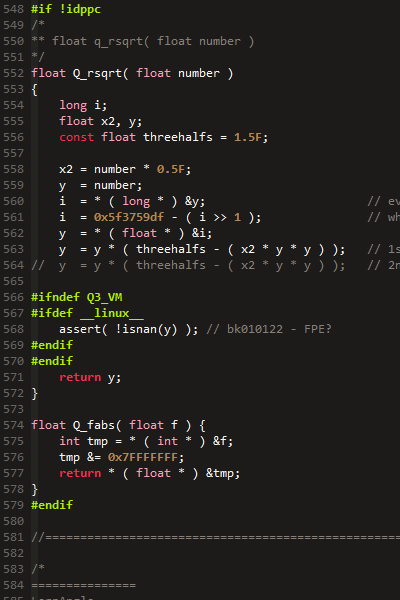 548 #if !idppc
549 /*
550 ** float q_rsqrt( float number )
551 */
552 float Q_rsqrt( float number )
553 {
554     long i;
555     float x2, y;
556     const float threehalfs = 1.5F;
557
558     x2 = number * 0.5F;
559     y  = number;
560     i  = * ( long * ) &y;                       // ev
561     i  = 0x5f3759df - ( i >> 1 );               // wh
562     y  = * ( float * ) &i;
563     y  = y * ( threehalfs - ( x2 * y * y ) );   // 1s
564 //  y  = y * ( threehalfs - ( x2 * y * y ) );   // 2n
565
566 #ifndef Q3_VM
567 #ifdef __linux__
568     assert( !isnan(y) ); // bk010122 - FPE?
569 #endif
570 #endif
571     return y;
572 }
573
574 float Q_fabs( float f ) {
575     int tmp = * ( int * ) &f;
576     tmp &= 0x7FFFFFFF;
577     return * ( float * ) &tmp;
578 }
579 #endif
580
581 //===================================================
582
583 /*
584 ===============